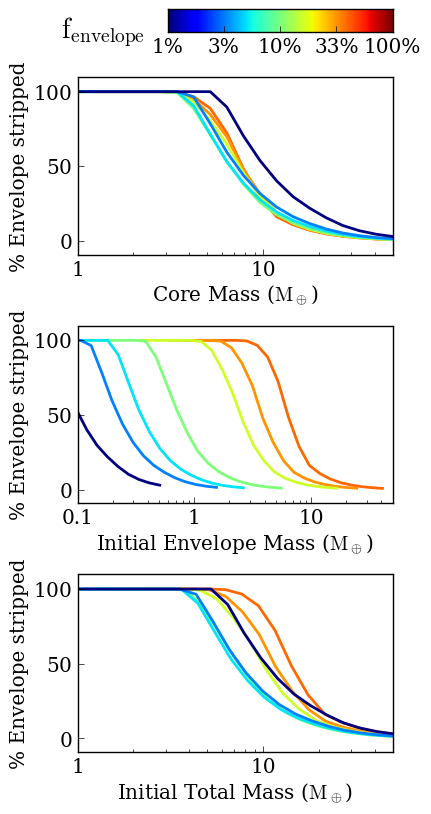 f_envelope
1% 3% 10% 33% 100%
% Envelope stripped
100
50
0
1 10
Core Mass (M⊕)
% Envelope stripped
100
50
0
0.1 1 10
Initial Envelope Mass (M⊕)
% Envelope stripped
100
50
0
1 10
Initial Total Mass (M⊕)